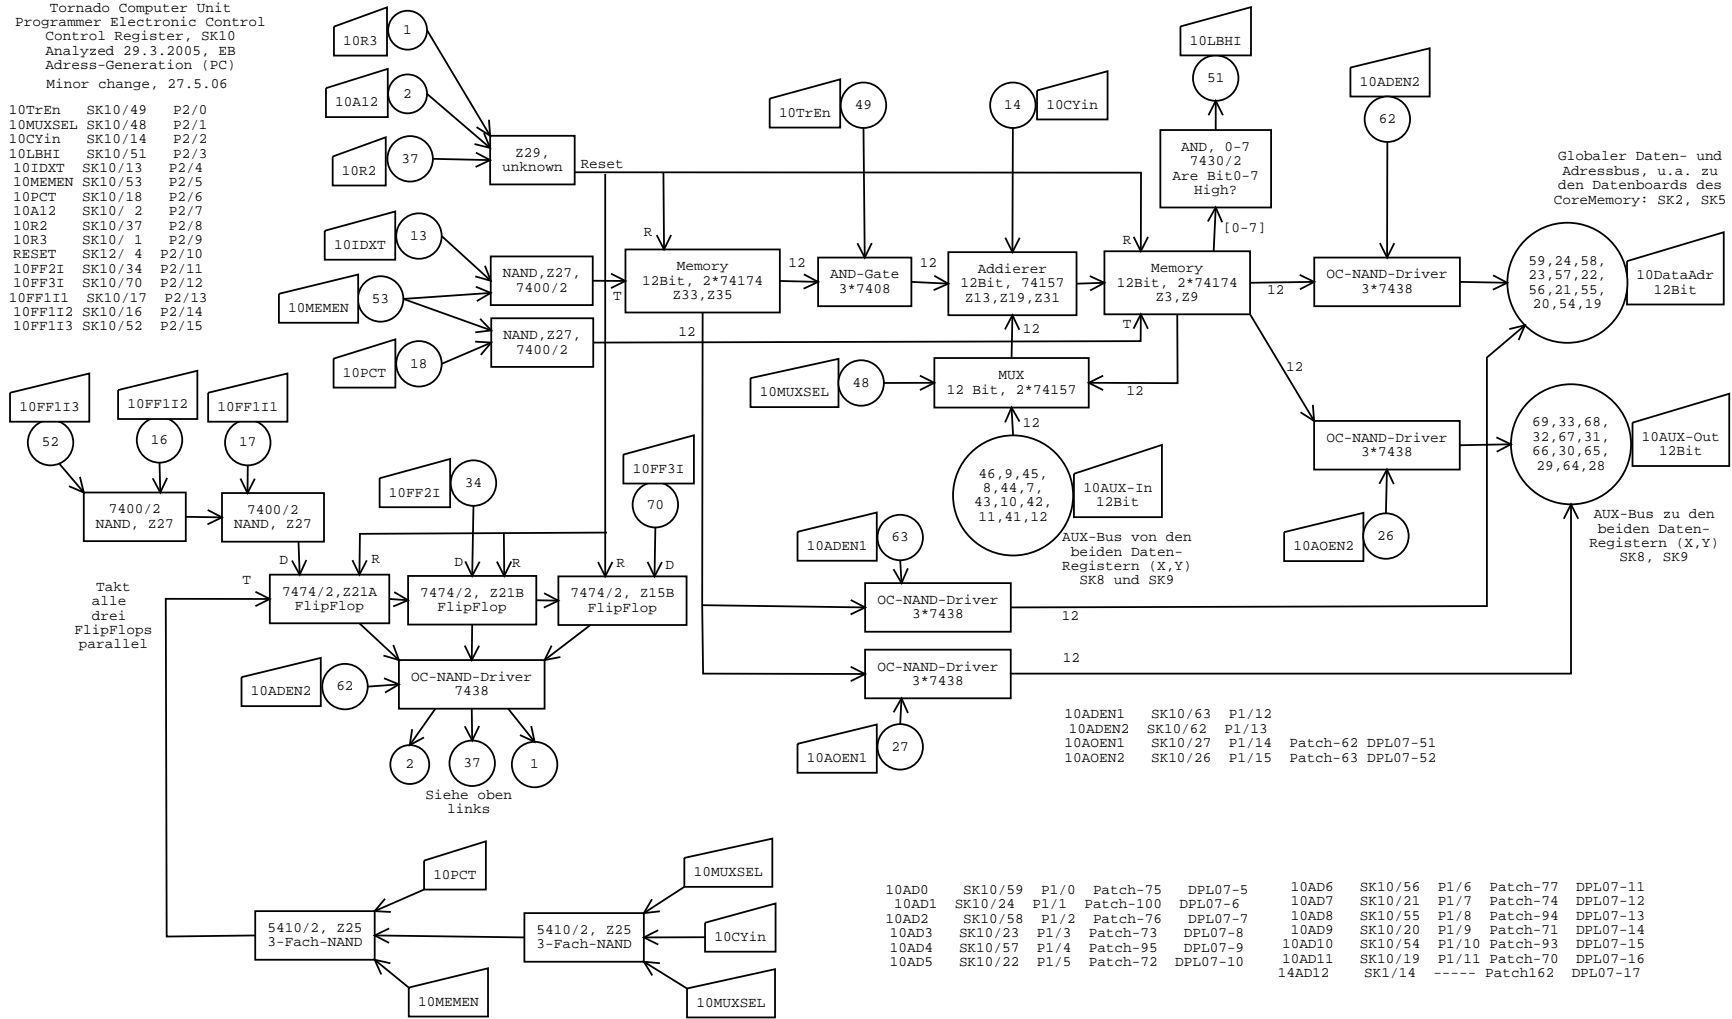 Tornado Computer Unit
Programmer Electronic Control
Control Register, SK10
Analyzed 29.3.2005, EB
Adress-Generation (PC)
Minor change, 27.5.06
10TrEn SK10/49 P2/0
10MUXSEL SK10/48 P2/1
10CYin SK10/14 P2/2
10LBHI SK10/51 P2/3
10IDXT SK10/13 P2/4
10MEMEN SK10/53 P2/5
10PCT SK10/18 P2/6
10A12 SK10/ 2 P2/7
10R2 SK10/37 P2/8
10R3 SK10/ 1 P2/9
RESET SK12/ 4 P2/10
10FF2I SK10/34 P2/11
10FF3I SK10/70 P2/12
10FF1I1 SK10/17 P2/13
10FF1I2 SK10/16 P2/14
10FF1I3 SK10/52 P2/15
10R3
1
10A12
2
10R2
37
Z29,
unknown
Reset
10IDXT
13
10MEMEN
53
10PCT
18
NAND,Z27,
7400/2
NAND,Z27,
7400/2
R
T
Memory
12Bit, 2*74174
Z33,Z35
12
12
10TrEn
49
AND-Gate
3*7408
12
14
10CYin
Addierer
12Bit, 74157
Z13,Z19,Z31
12
10MUXSEL
48
MUX
12 Bit, 2*74157
12
12
46,9,45,
8,44,7,
43,10,42,
11,41,12
10AUX-In
12Bit
AUX-Bus von den
beiden Daten-
Registern (X,Y)
SK8 und SK9
10LBHI
51
AND, 0-7
7430/2
Are Bit0-7
High?
[0-7]
R
Memory
12Bit, 2*74174
Z3,Z9
T
12
12
10ADEN2
62
OC-NAND-Driver
3*7438
Globaler Daten- und
Adressbus, u.a. zu
den Datenboards des
CoreMemory: SK2, SK5
59,24,58,
23,57,22,
56,21,55,
20,54,19
10DataAdr
12Bit
OC-NAND-Driver
3*7438
10AOEN2
26
69,33,68,
32,67,31,
66,30,65,
29,64,28
10AUX-Out
12Bit
AUX-Bus zu den
beiden Daten-
Registern (X,Y)
SK8, SK9
10FF1I3
52
10FF1I2
16
10FF1I1
17
7400/2
NAND, Z27
7400/2
NAND, Z27
10FF2I
34
10FF3I
70
D
R
D
R
R
D
T
Takt
alle
drei
FlipFlops
parallel
7474/2,Z21A
FlipFlop
7474/2, Z21B
FlipFlop
7474/2, Z15B
FlipFlop
10ADEN2
62
OC-NAND-Driver
7438
2
37
1
Siehe oben
links
10ADEN1
63
OC-NAND-Driver
3*7438
12
OC-NAND-Driver
3*7438
12
10AOEN1
27
10ADEN1 SK10/63 P1/12
10ADEN2 SK10/62 P1/13
10AOEN1 SK10/27 P1/14 Patch-62 DPL07-51
10AOEN2 SK10/26 P1/15 Patch-63 DPL07-52
10PCT
5410/2, Z25
3-Fach-NAND
10MEMEN
5410/2, Z25
3-Fach-NAND
10MUXSEL
10CYin
10MUXSEL
10AD0 SK10/59 P1/0 Patch-75 DPL07-5
10AD1 SK10/24 P1/1 Patch-100 DPL07-6
10AD2 SK10/58 P1/2 Patch-76 DPL07-7
10AD3 SK10/23 P1/3 Patch-73 DPL07-8
10AD4 SK10/57 P1/4 Patch-95 DPL07-9
10AD5 SK10/22 P1/5 Patch-72 DPL07-10
10AD6 SK10/56 P1/6 Patch-77 DPL07-11
10AD7 SK10/21 P1/7 Patch-74 DPL07-12
10AD8 SK10/55 P1/8 Patch-94 DPL07-13
10AD9 SK10/20 P1/9 Patch-71 DPL07-14
10AD10 SK10/54 P1/10 Patch-93 DPL07-15
10AD11 SK10/19 P1/11 Patch-70 DPL07-16
14AD12 SK1/14 ----- Patch162 DPL07-17